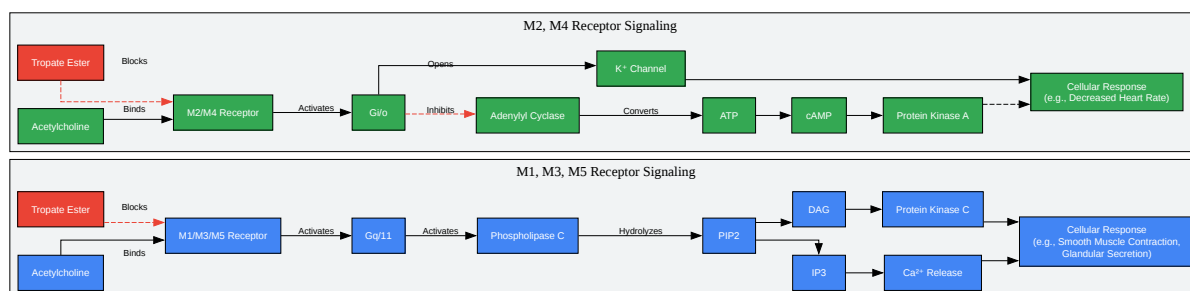 M2, M4 Receptor Signaling
Tropate Ester
Blocks
Opens
K⁺ Channel
Cellular Response
(e.g., Decreased Heart Rate)
Acetylcholine
Binds
M2/M4 Receptor
Activates
Gi/o
Inhibits
Adenylyl Cyclase
Converts
ATP
cAMP
Protein Kinase A
M1, M3, M5 Receptor Signaling
Tropate Ester
Blocks
DAG
Protein Kinase C
M1/M3/M5 Receptor
Activates
Gq/11
Activates
Phospholipase C
Hydrolyzes
PIP2
Cellular Response
(e.g., Smooth Muscle Contraction,
Glandular Secretion)
Binds
Acetylcholine
IP3
Ca²⁺ Release